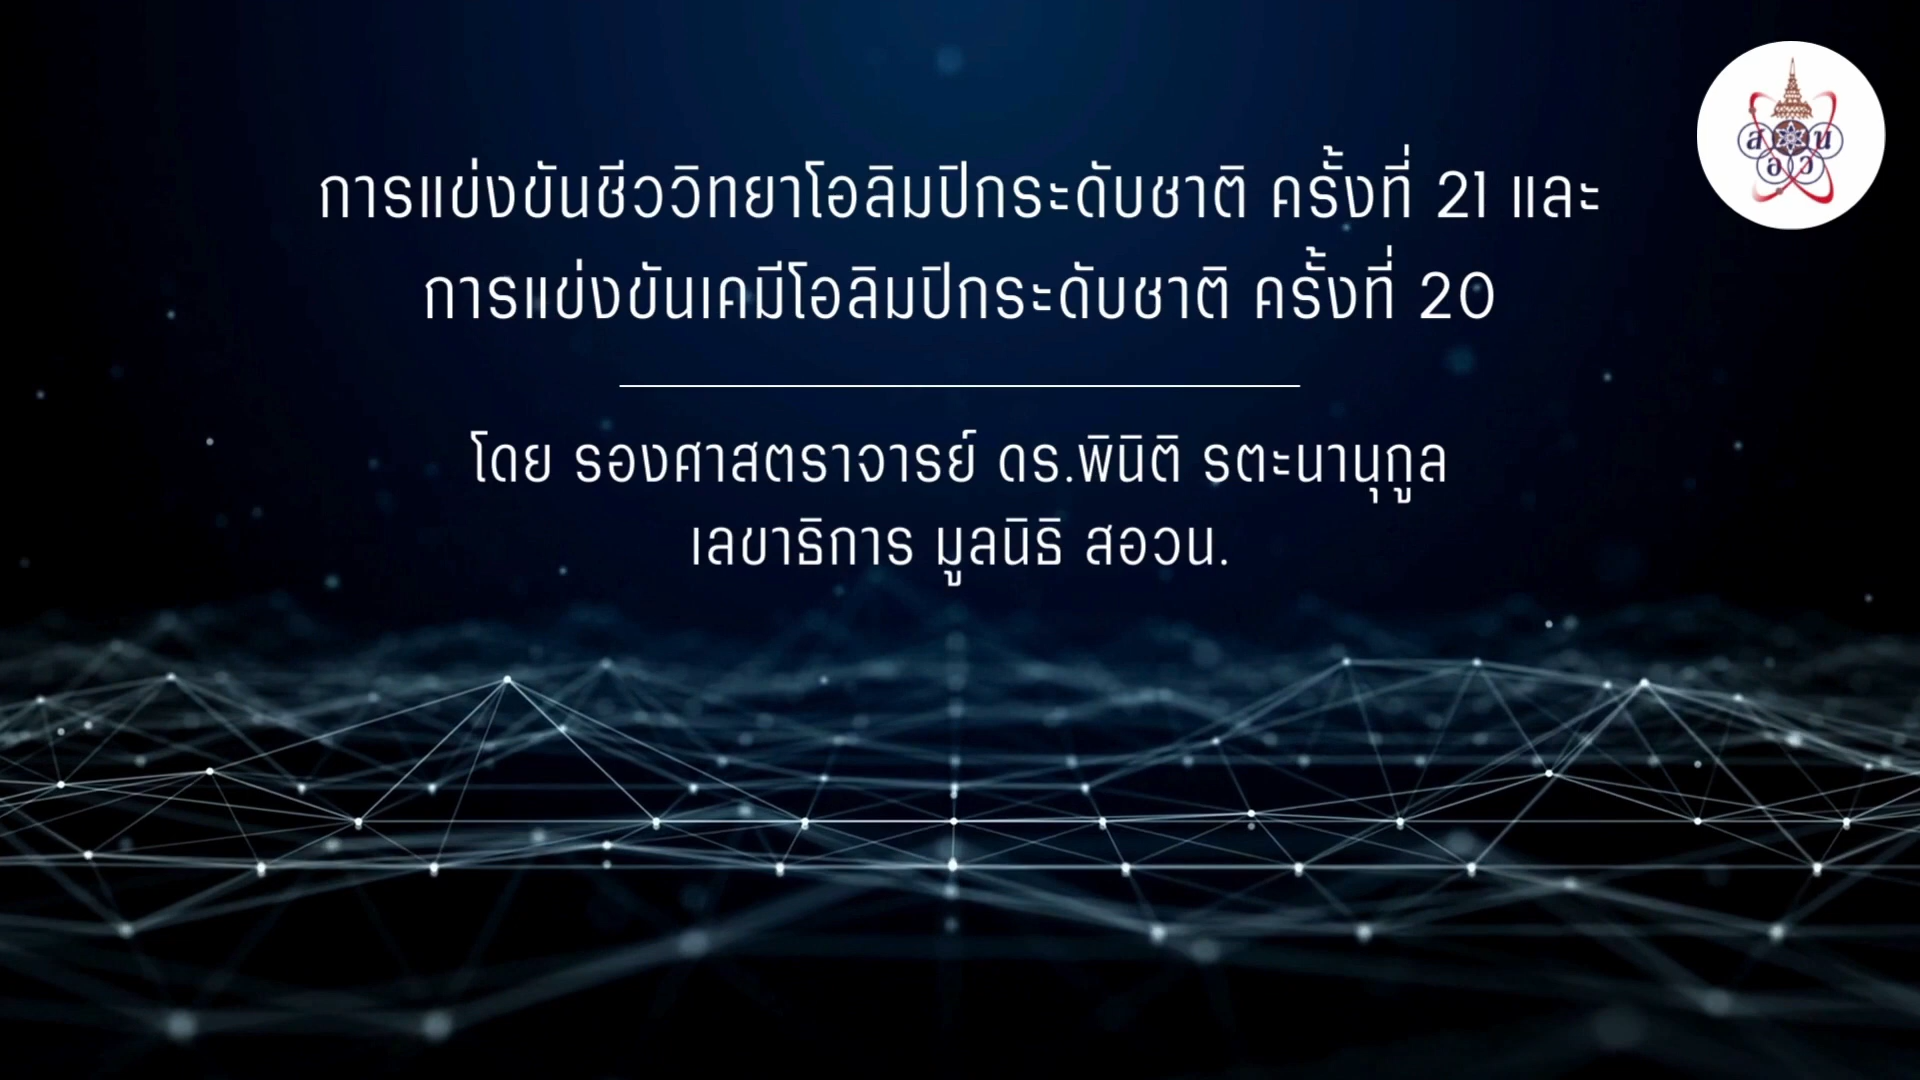 การแข่งขันชีววิทยาโอลิมปิกระดับชาติ ครั้งที่ 21 และ
การแข่งขันเคมีโอลิมปิกระดับชาติ ครั้งที่ 20
โดย รองศาสตราจารย์ ดร.พินิติ รตะนานุกูล
เลขาธิการ มูลนิธิ สอวน.
สอวน